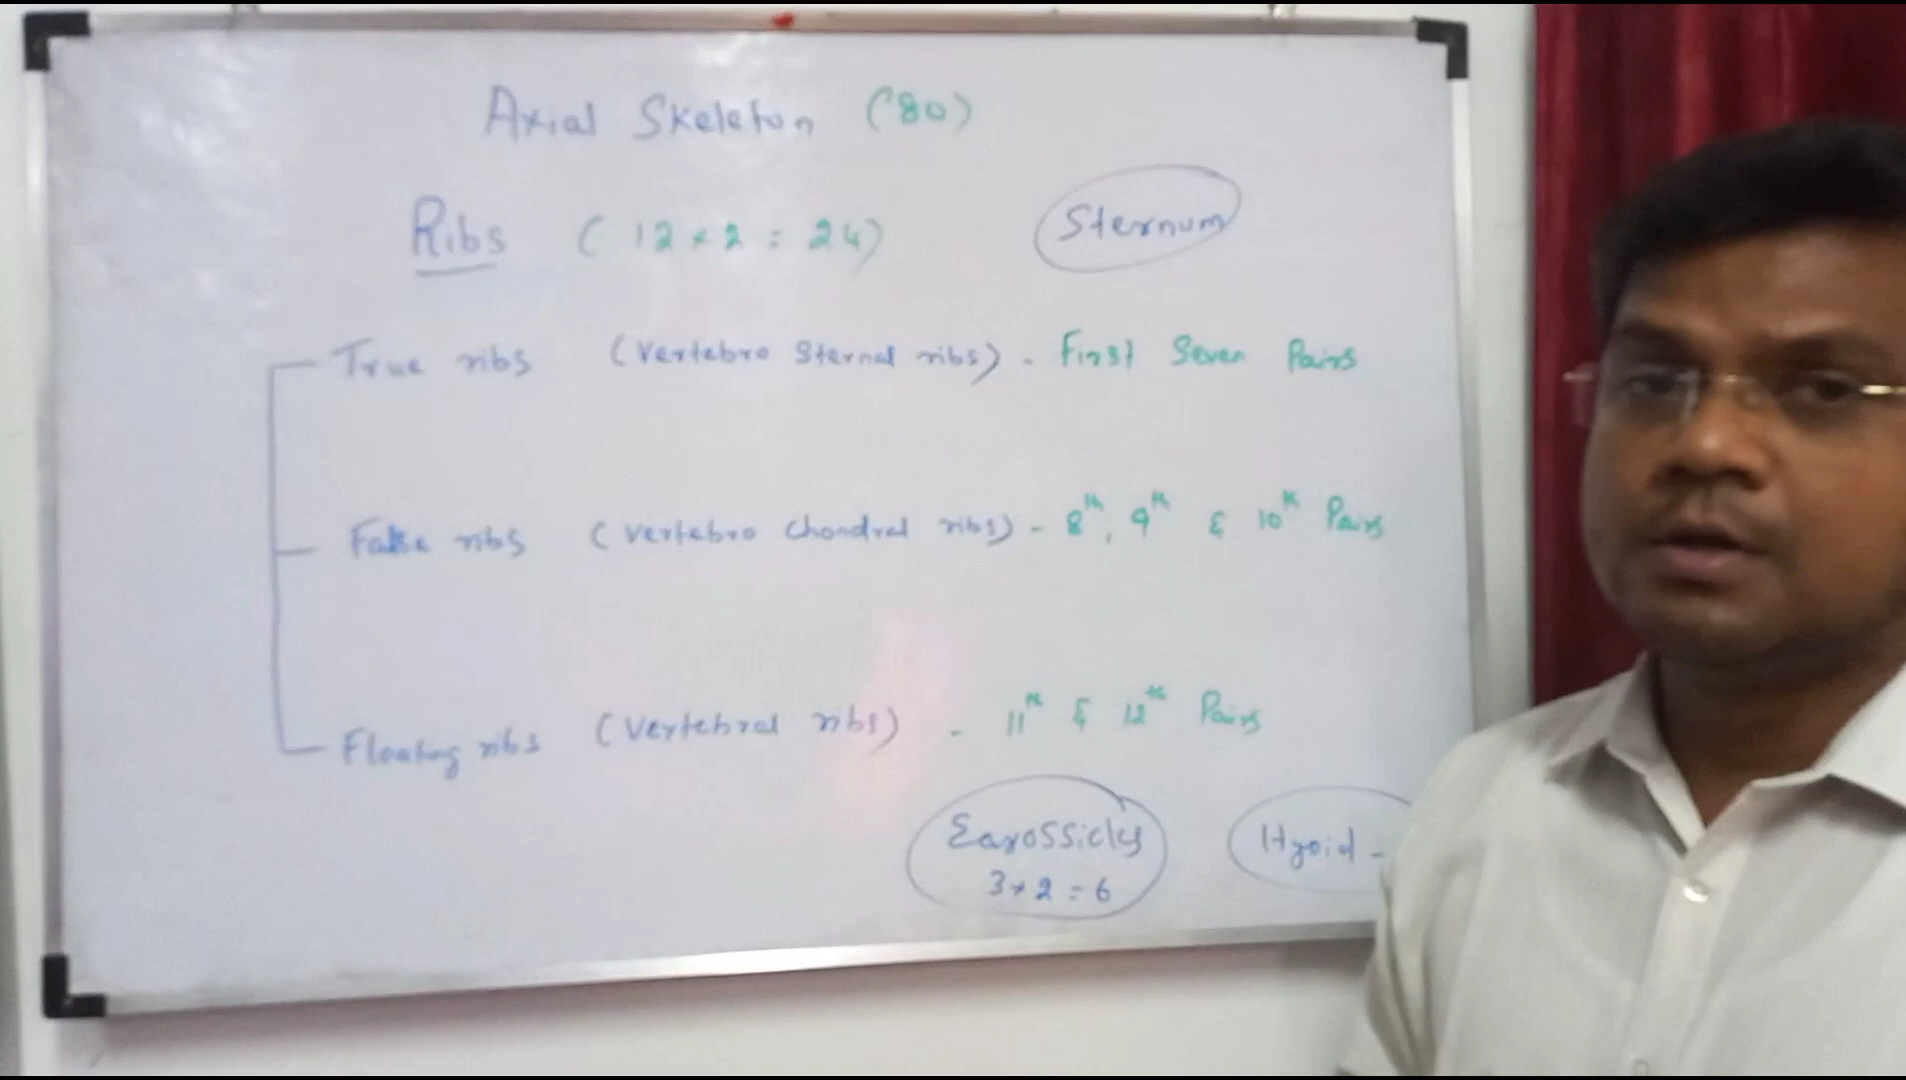 Axial Skeleton (80)
Ribs (12 × 2 = 24)
Sternum
True ribs (Vertebro Sternal ribs) - First Seven Pairs
False ribs (Vertebro Chondral ribs) - 8th, 9th & 10th Pairs
Floating ribs (Vertebral ribs) - 11th & 12th Pairs
Earossicles
3 × 2 = 6
Hyoid -